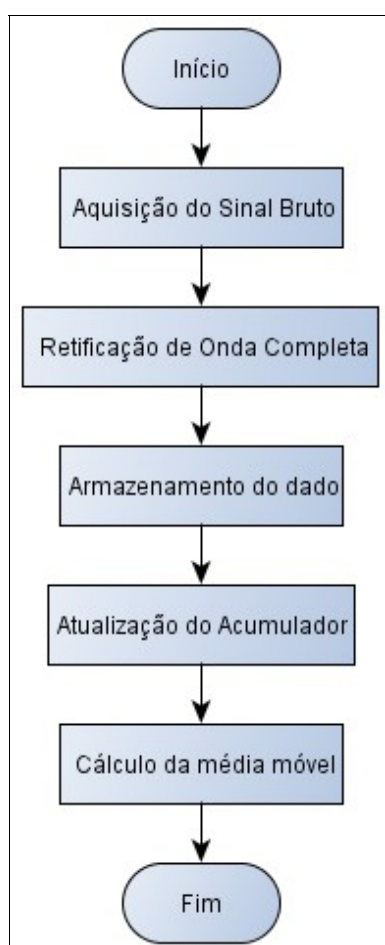 Início
Aquisição do Sinal Bruto
Retificação de Onda Completa
Armazenamento do dado
Atualização do Acumulador
Cálculo da média móvel
Fim